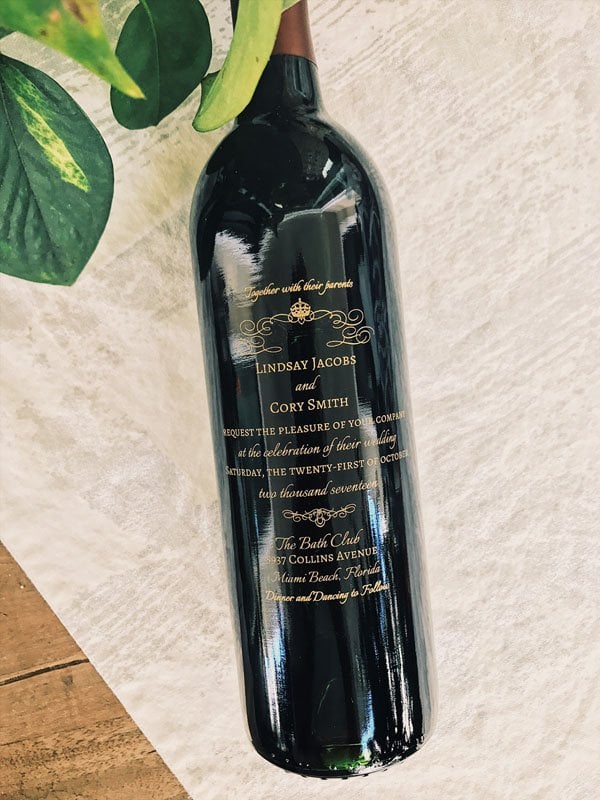 Together with their parents
LINDSAY JACOBS
and
CORY SMITH
REQUEST THE PLEASURE OF YOUR COMPANY
at the celebration of their wedding
SATURDAY, THE TWENTY-FIRST OF OCTOBER
two thousand seventeen
The Bath Club
5937 COLLINS AVENUE
Miami Beach, Florida
Dinner and Dancing to Follow